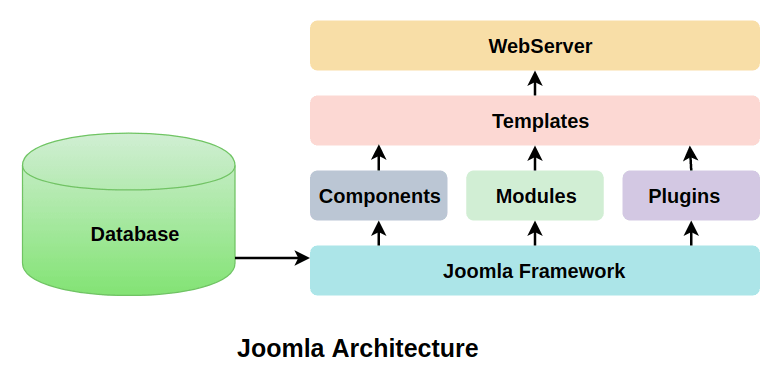 WebServer
Templates
Components
Modules
Plugins
Database
Joomla Framework
Joomla Architecture